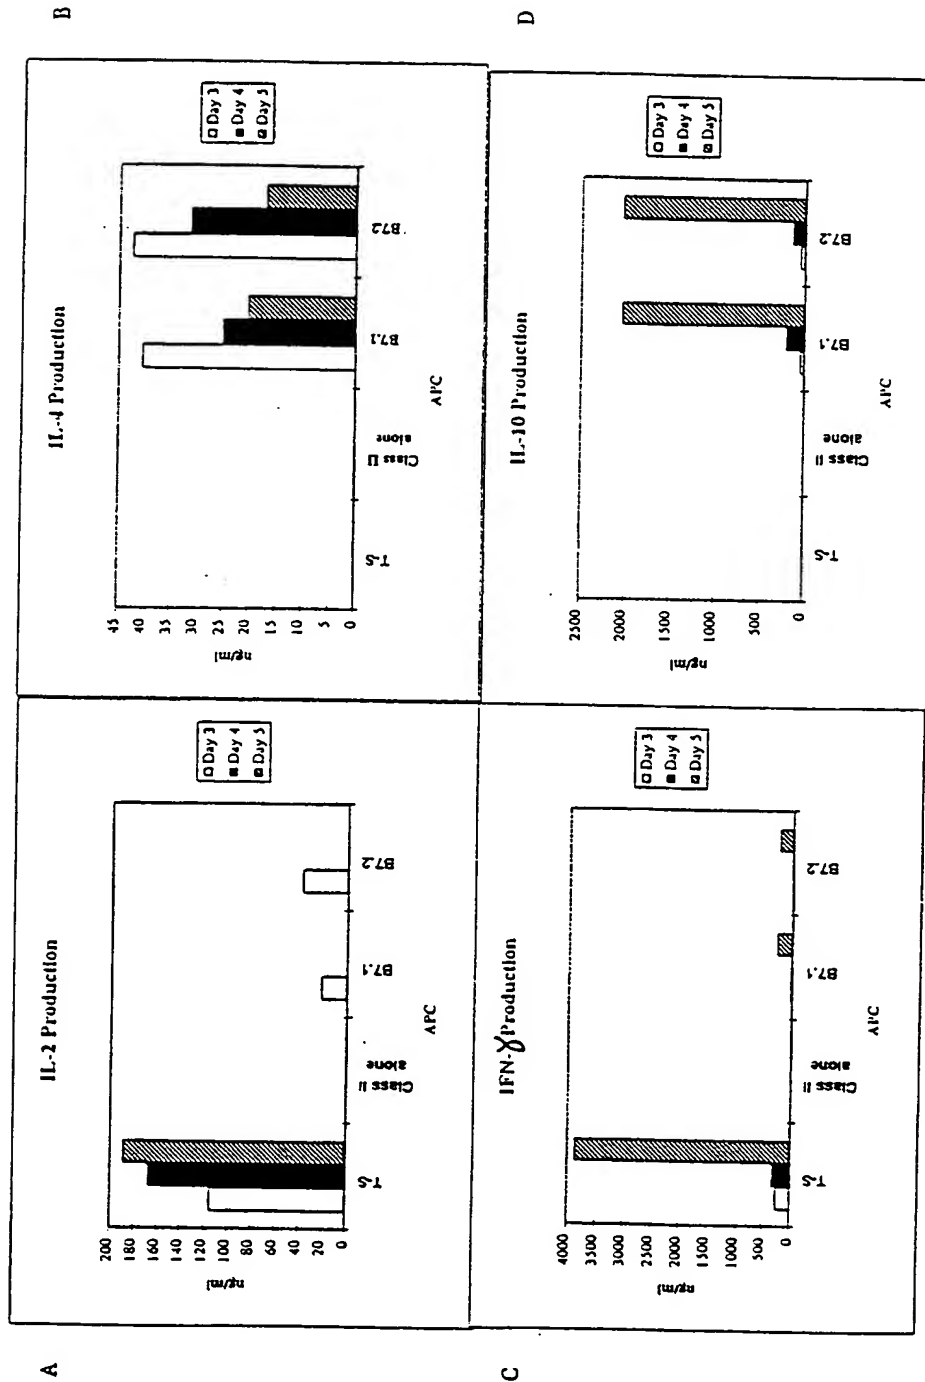 A
IL-2 Production
200
180
160
140
120
100
80
60
40
20
0
ng/ml
T-S
Class II
alone
B7.1
B7.2
APC
Day 3
Day 4
Day 5
B
IL-4 Production
45
40
35
30
25
20
15
10
5
0
ng/ml
T-S
Class II
alone
B7.1
B7.2
APC
Day 3
Day 4
Day 5
C
IFN-γ Production
4000
3500
3000
2500
2000
1500
1000
500
0
ng/ml
T-S
Class II
alone
B7.1
B7.2
APC
Day 3
Day 4
Day 5
D
IL-10 Production
2500
2000
1500
1000
500
0
ng/ml
T-S
Class II
alone
B7.1
B7.2
APC
Day 3
Day 4
Day 5